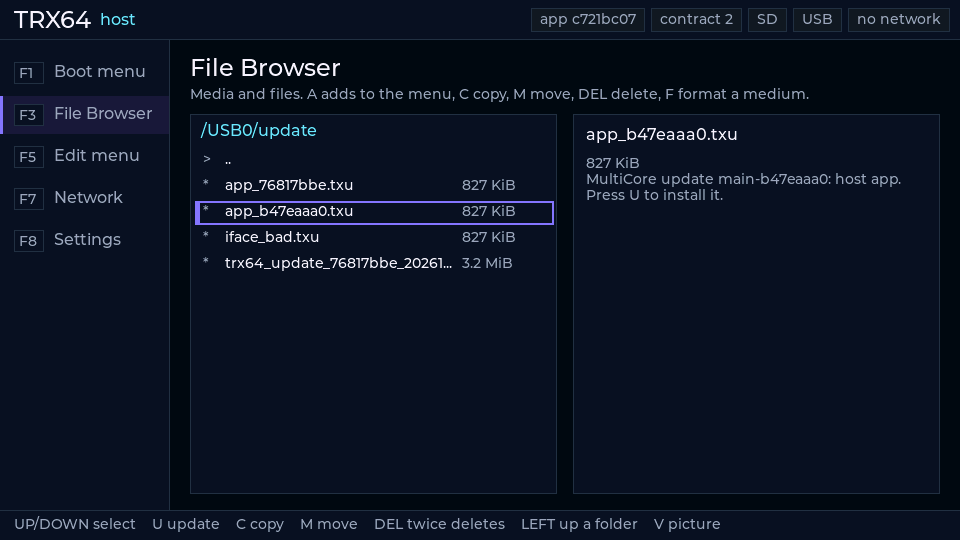 TRX64 host
app c721bc07
contract 2
SD
USB
no network
F1 Boot menu
F3 File Browser
F5 Edit menu
F7 Network
F8 Settings
File Browser
Media and files. A adds to the menu, C copy, M move, DEL delete, F format a medium.
/USB0/update
> ..
* app_76817bbe.txu 827 KiB
* app_b47eaaa0.txu 827 KiB
* iface_bad.txu 827 KiB
* trx64_update_76817bbe_20261... 3.2 MiB
app_b47eaaa0.txu
827 KiB
MultiCore update main-b47eaaa0: host app.
Press U to install it.
UP/DOWN select U update C copy M move DEL twice deletes LEFT up a folder V picture